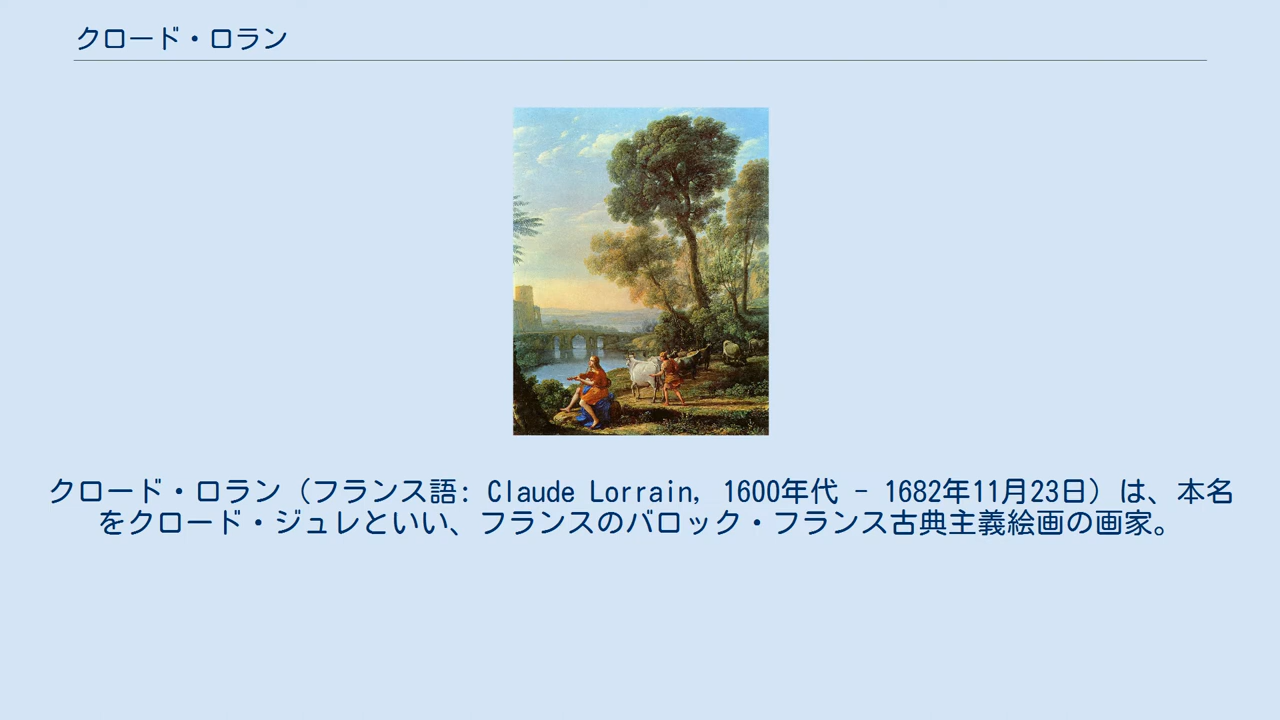 クロード・ロラン
クロード・ロラン（フランス語: Claude Lorrain, 1600年代 - 1682年11月23日）は、本名
をクロード・ジュレといい、フランスのバロック・フランス古典主義絵画の画家。